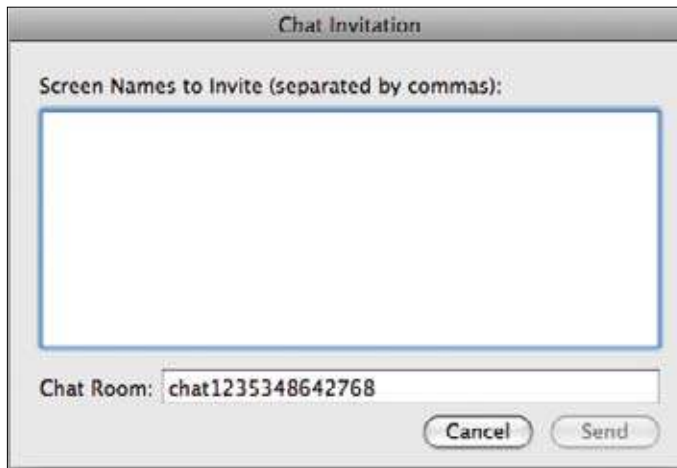 Chat Invitation
Screen Names to Invite (separated by commas):
Chat Room: chat1235348642768
Cancel Send